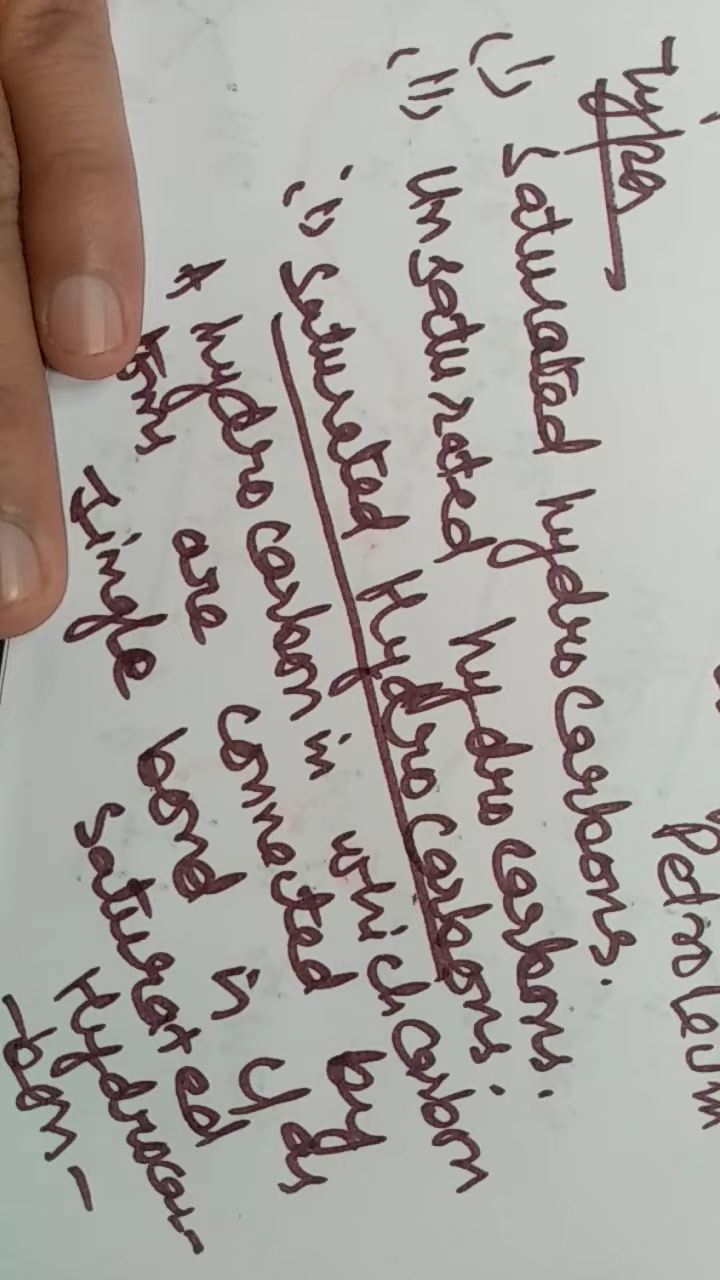 Petroleum
Types
(i) Saturated hydrocarbons.
(ii) Unsaturated hydrocarbons.
(i) Saturated Hydrocarbons:
A hydrocarbon in which carbon
are connected by
single bond is c/as
saturated
Hydrocar-
-bon -